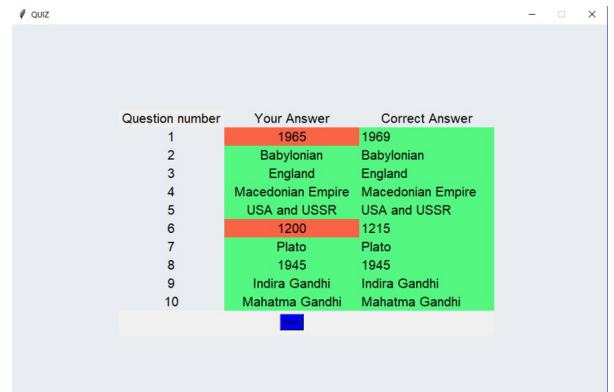 QUIZ
Question number Your Answer Correct Answer
1 1965 1969
2 Babylonian Babylonian
3 England England
4 Macedonian Empire Macedonian Empire
5 USA and USSR USA and USSR
6 1200 1215
7 Plato Plato
8 1945 1945
9 Indira Gandhi Indira Gandhi
10 Mahatma Gandhi Mahatma Gandhi